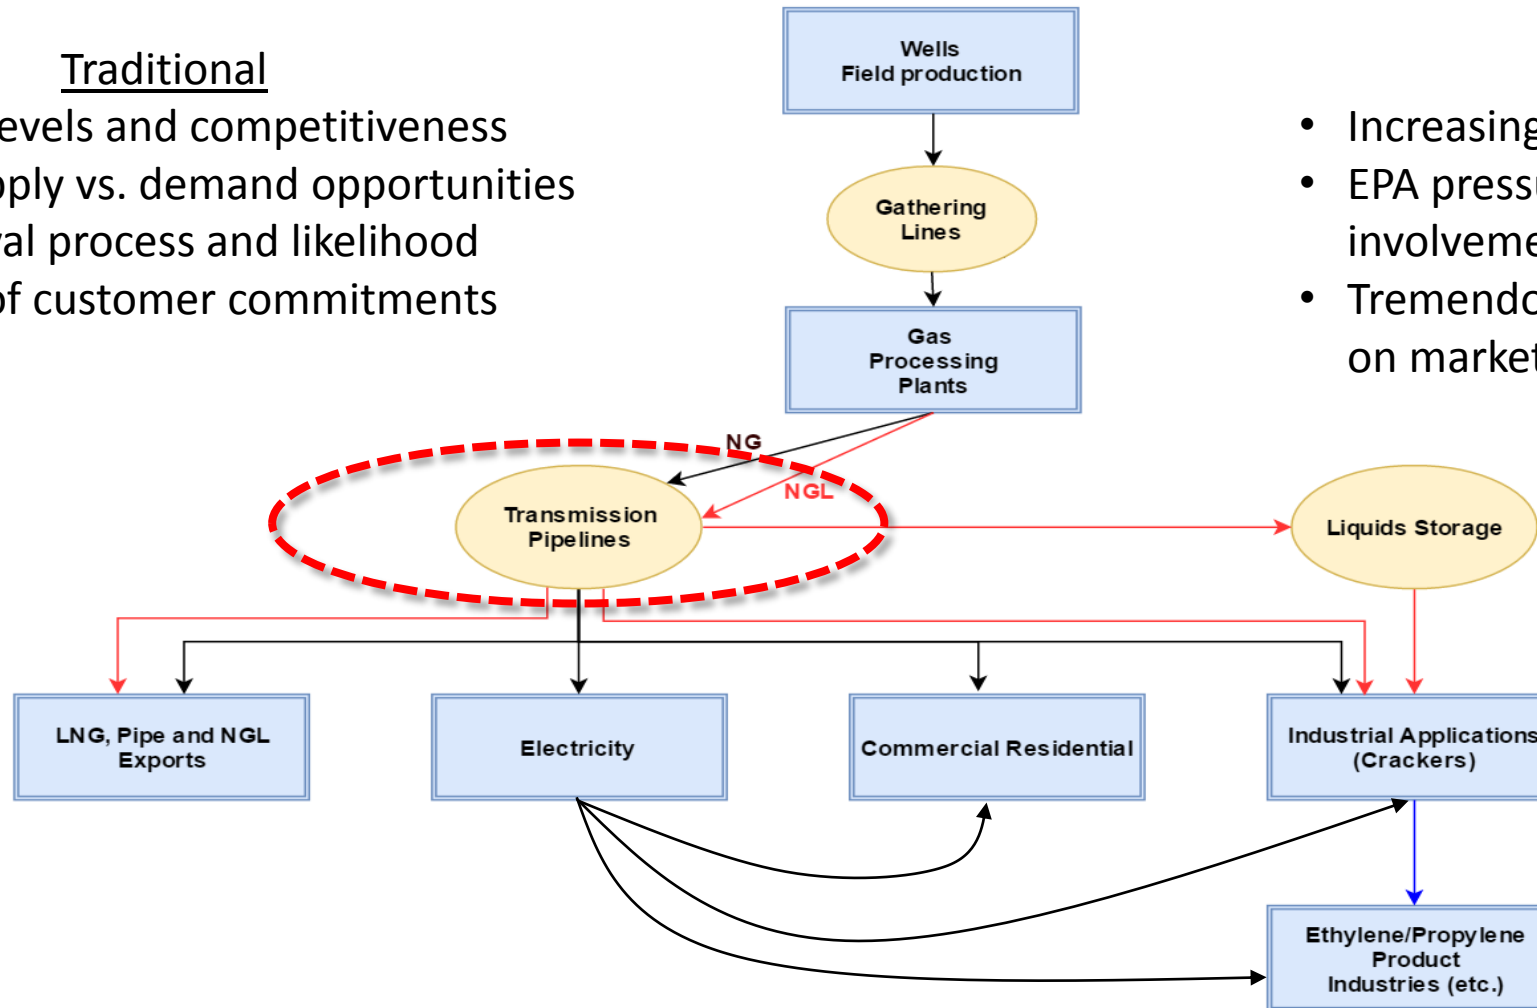 Traditional
evels and competitiveness
pply vs. demand opportunities
val process and likelihood
of customer commitments
Wells
Field production
Gathering
Lines
Gas
Processing
Plants
• Increasing
• EPA pressu
involveme
• Tremendo
on market
NG
NGL
Transmission
Pipelines
Liquids Storage
LNG, Pipe and NGL
Exports
Electricity
Commercial Residential
Industrial Applications
(Crackers)
Ethylene/Propylene
Product
Industries (etc.)